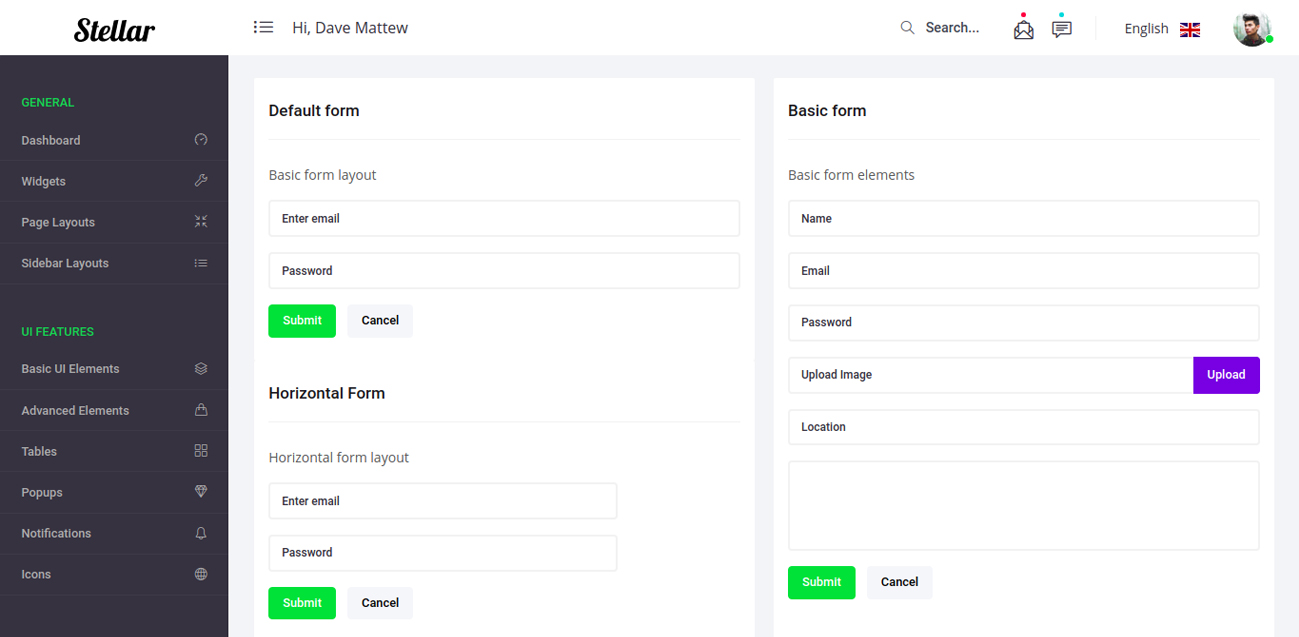 Stellar
Hi, Dave Mattew
Search...
English
GENERAL
Dashboard
Widgets
Page Layouts
Sidebar Layouts
UI FEATURES
Basic UI Elements
Advanced Elements
Tables
Popups
Notifications
Icons
Default form
Basic form layout
Enter email
Password
Submit
Cancel
Horizontal Form
Horizontal form layout
Enter email
Password
Submit
Cancel
Basic form
Basic form elements
Name
Email
Password
Upload Image
Upload
Location
Submit
Cancel